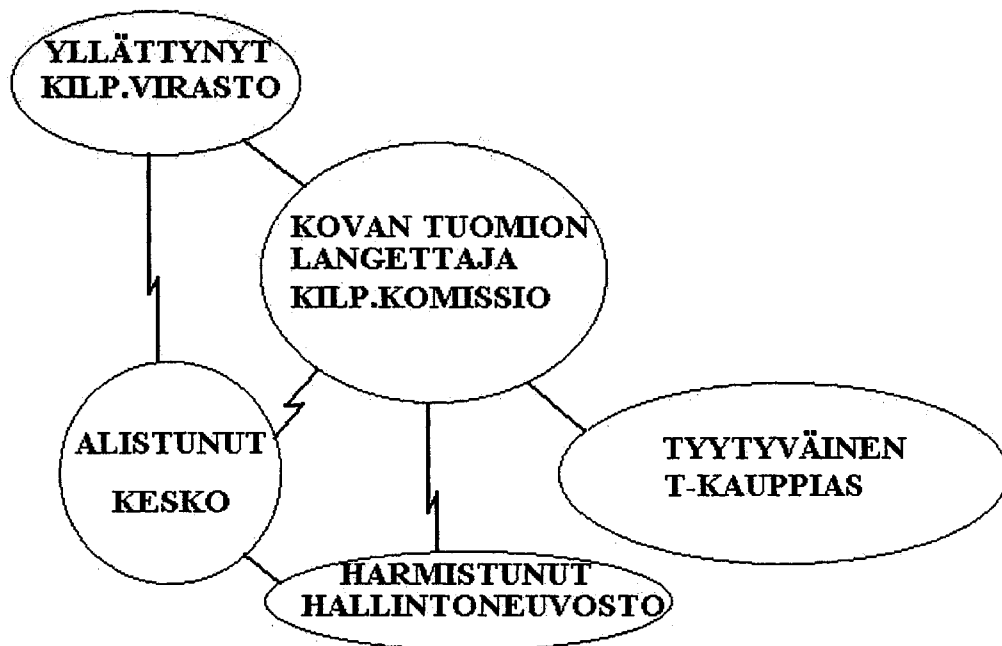 YLLÄTTYNYT
KILP.VIRASTO
KOVAN TUOMION
LANGETTAJA
KILP.KOMISSIO
ALISTUNUT
KESKO
TYYTYVÄINEN
T-KAUPPIAS
HARMISTUNUT
HALLINTONEUVOSTO